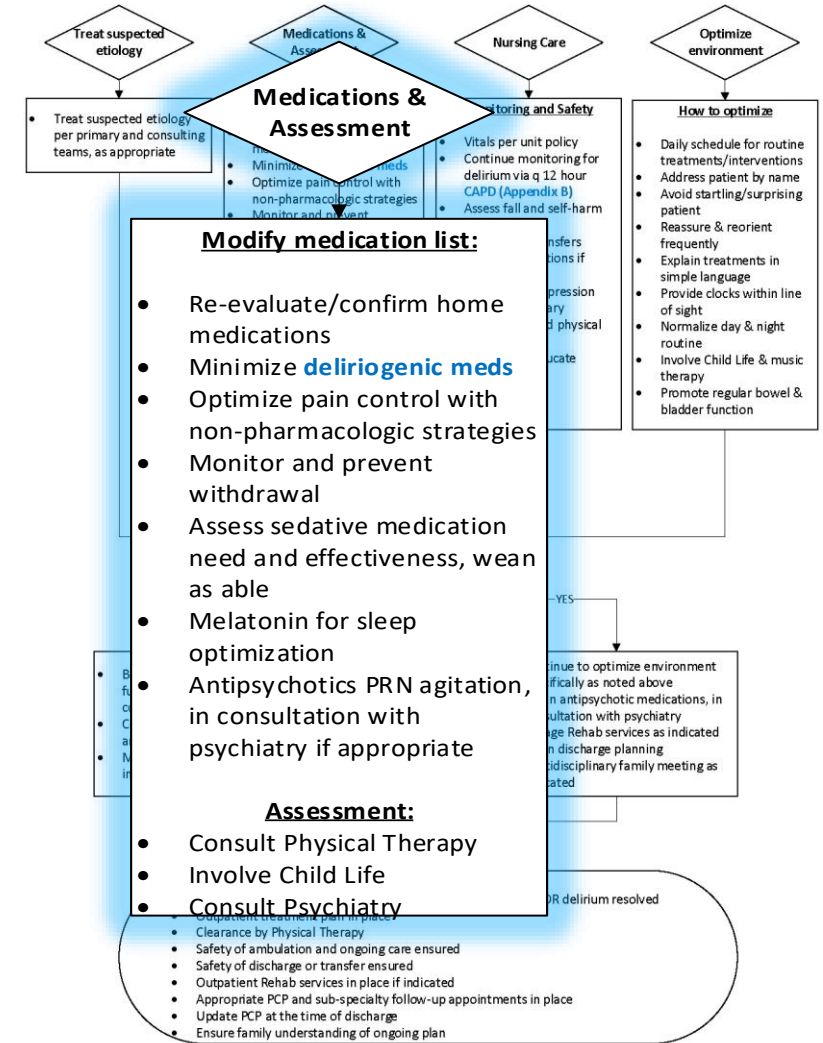 Treat suspected
etiology
Medications &
Nursing Care
Optimize
environment
Treat suspected etiology
per primary and consulting
teams, as appropriate
Medications &
Assessment
Minimize meds
Optimize pain control with
non-pharmacologic strategies
Monitor and prevent
Monitoring and Safety
Vitals per unit policy
Continue monitoring for
delirium via q 12 hour
CAPD (Appendix B)
Assess fall and self-harm
if
physical
How to optimize
Daily schedule for routine
treatments/interventions
Address patient by name
Avoid startling/surprising
patient
Reassure & reorient
frequently
Explain treatments in
simple language
Provide clocks within line
of sight
Normalize day & night
routine
Involve Child Life & music
therapy
Promote regular bowel &
bladder function
Modify medication list:
Re-evaluate/confirm home
medications
Minimize deliriogenic meds
Optimize pain control with
non-pharmacologic strategies
Monitor and prevent
withdrawal
Assess sedative medication
need and effectiveness, wean
as able
Melatonin for sleep
optimization
Antipsychotics PRN agitation,
in consultation with
psychiatry if appropriate
Assessment:
Consult Physical Therapy
Involve Child Life
Consult Psychiatry
YES
to optimize environment
as noted above
antipsychotic medications, in
with psychiatry
Rehab services as indicated
discharge planning
family meeting as
OR delirium resolved
Outpatient treatment plan in place
Clearance by Physical Therapy
Safety of ambulation and ongoing care ensured
Safety of discharge or transfer ensured
Outpatient Rehab services in place if indicated
Appropriate PCP and sub-specialty follow-up appointments in place
Update PCP at the time of discharge
Ensure family understanding of ongoing plan